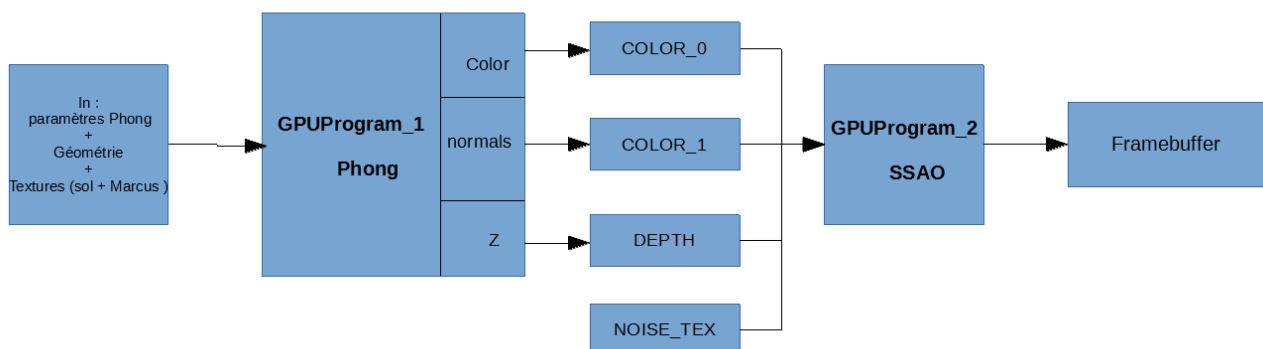 In :
paramètres Phong
+
Géométrie
+
Textures (sol + Marcus )
GPUProgram_1
Phong
Color
normals
Z
COLOR_0
COLOR_1
DEPTH
NOISE_TEX
GPUProgram_2
SSAO
Framebuffer